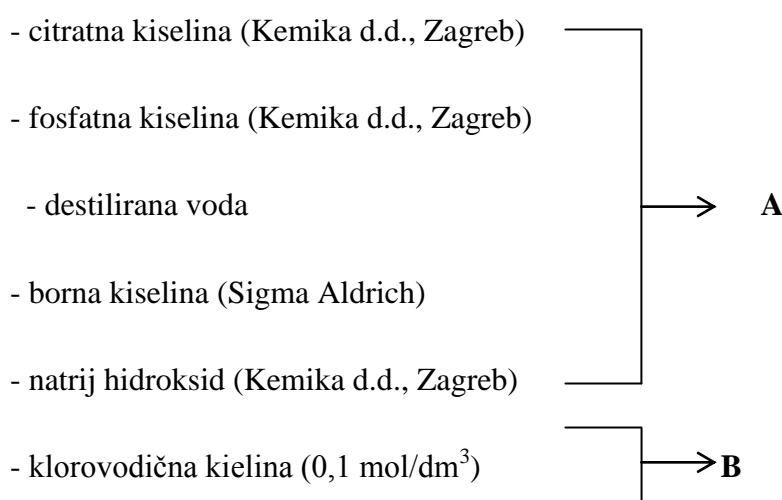 - citratna kiselina (Kemika d.d., Zagreb)
- fosfatna kiselina (Kemika d.d., Zagreb)
- destilirana voda A
- borna kiselina (Sigma Aldrich)
- natrij hidroksid (Kemika d.d., Zagreb)
- klorovodična kielina (0,1 mol/dm³) B